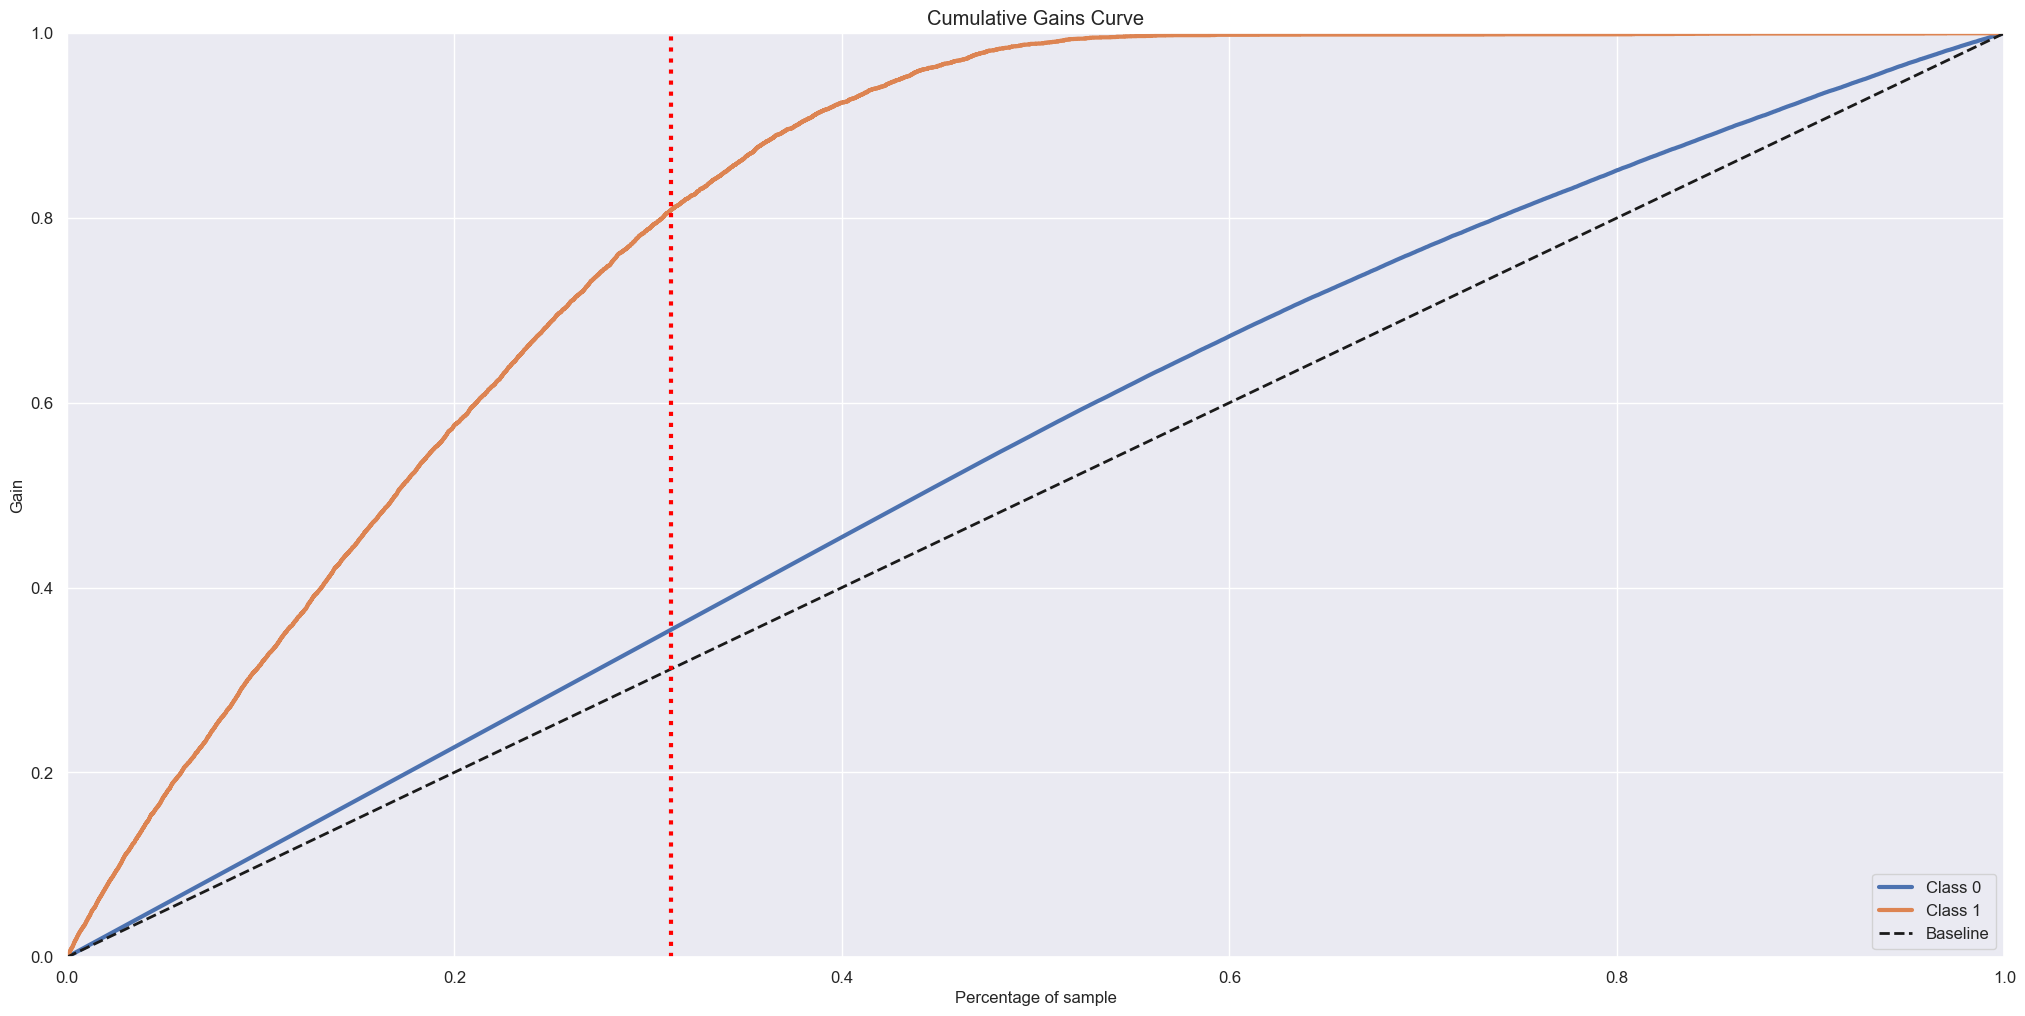 Cumulative Gains Curve
1.0
0.8
0.6
0.4
0.2
0.0
Gain
0.0 0.2 0.4 0.6 0.8 1.0
Percentage of sample
Class 0
Class 1
Baseline